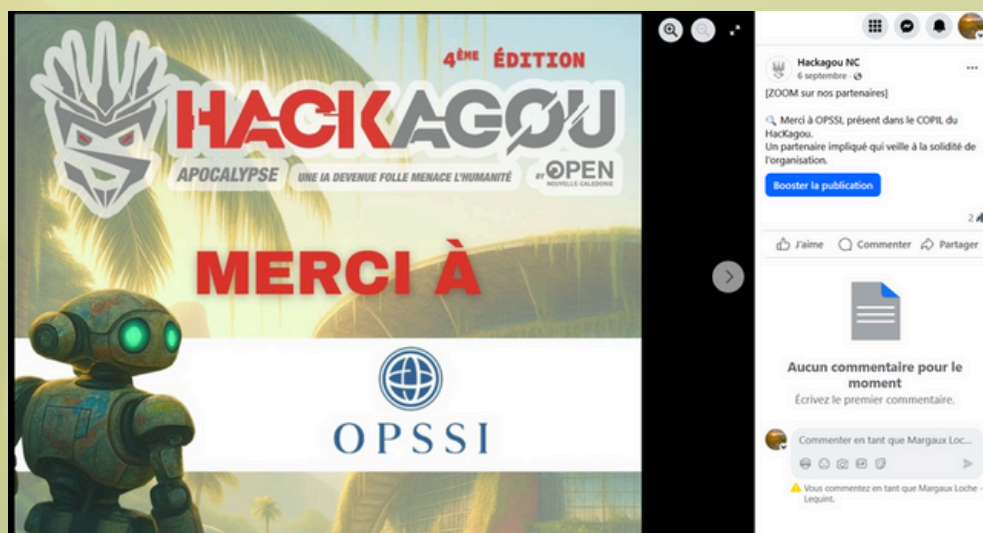 4ÈME ÉDITION
HACKAGOU
APOCALYPSE UNE IA DEVENUE FOLLE MENACE L'HUMANITÉ BY OPEN
NOUVELLE-CALÉDONIE
MERCI À
OPSSI
Hackagou NC
6 septembre ·
[ZOOM sur nos partenaires]
Merci à OPSSI, présent dans le COPIL du
HacKagou.
Un partenaire impliqué qui veille à la solidité de
l'organisation.
Booster la publication
2
J'aime Commenter Partager
Aucun commentaire pour le
moment
Écrivez le premier commentaire.
Commenter en tant que Margaux Loc...
Vous commentez en tant que Margaux Loche -
Lequint.